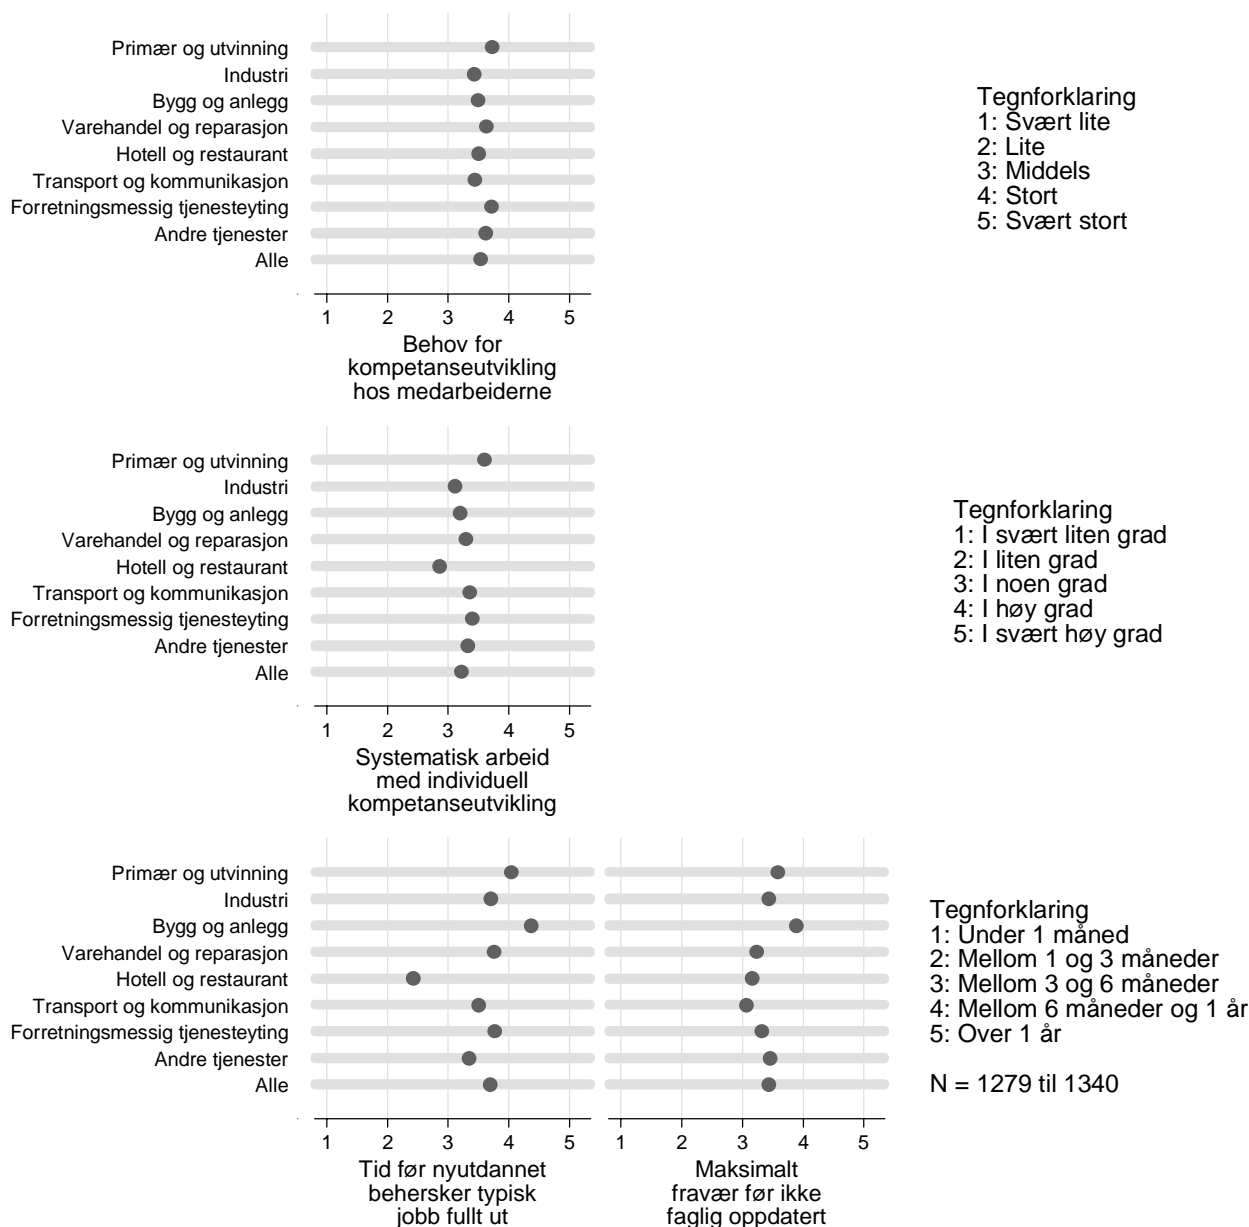 Primær og utvinning
Industri
Bygg og anlegg
Varehandel og reparasjon
Hotell og restaurant
Transport og kommunikasjon
Forretningsmessig tjenesteyting
Andre tjenester
Alle
1 2 3 4 5
Behov for
kompetanseutvikling
hos medarbeiderne
Tegnforklaring
1: Svært lite
2: Lite
3: Middels
4: Stort
5: Svært stort
Primær og utvinning
Industri
Bygg og anlegg
Varehandel og reparasjon
Hotell og restaurant
Transport og kommunikasjon
Forretningsmessig tjenesteyting
Andre tjenester
Alle
1 2 3 4 5
Systematisk arbeid
med individuell
kompetanseutvikling
Tegnforklaring
1: I svært liten grad
2: I liten grad
3: I noen grad
4: I høy grad
5: I svært høy grad
Primær og utvinning
Industri
Bygg og anlegg
Varehandel og reparasjon
Hotell og restaurant
Transport og kommunikasjon
Forretningsmessig tjenesteyting
Andre tjenester
Alle
1 2 3 4 5
Tid før nyutdannet
behersker typisk
jobb fullt ut
1 2 3 4 5
Maksimalt
fravær før ikke
faglig oppdatert
Tegnforklaring
1: Under 1 måned
2: Mellom 1 og 3 måneder
3: Mellom 3 og 6 måneder
4: Mellom 6 måneder og 1 år
5: Over 1 år
N = 1279 til 1340